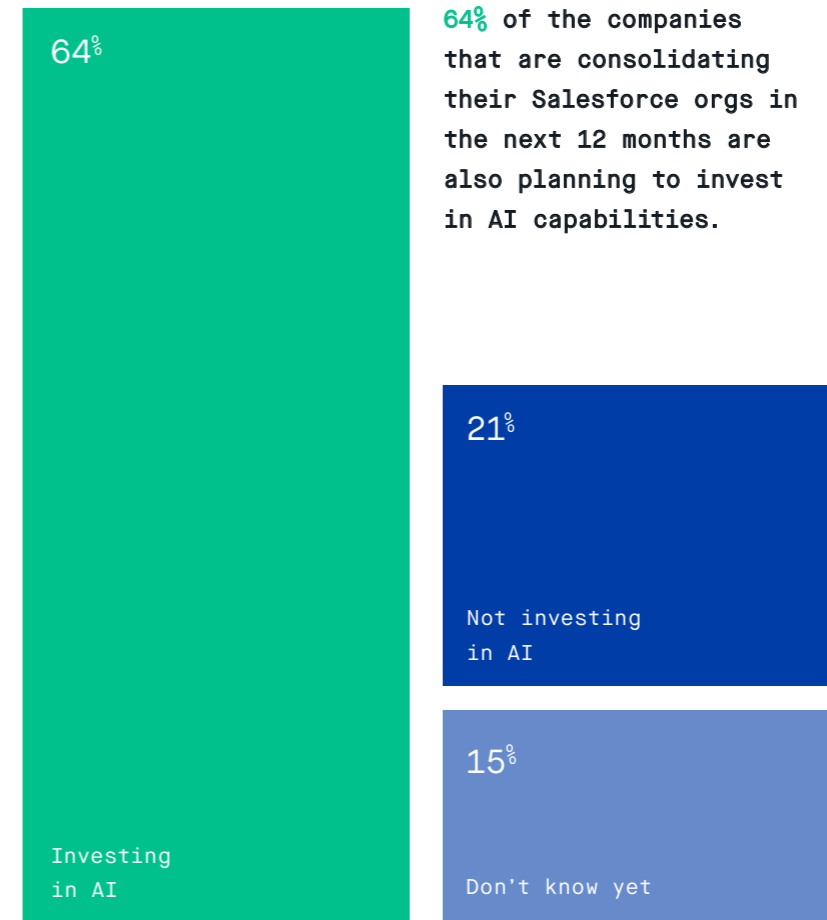 64%
Investing
in AI
64% of the companies
that are consolidating
their Salesforce orgs in
the next 12 months are
also planning to invest
in AI capabilities.
21%
Not investing
in AI
15%
Don't know yet